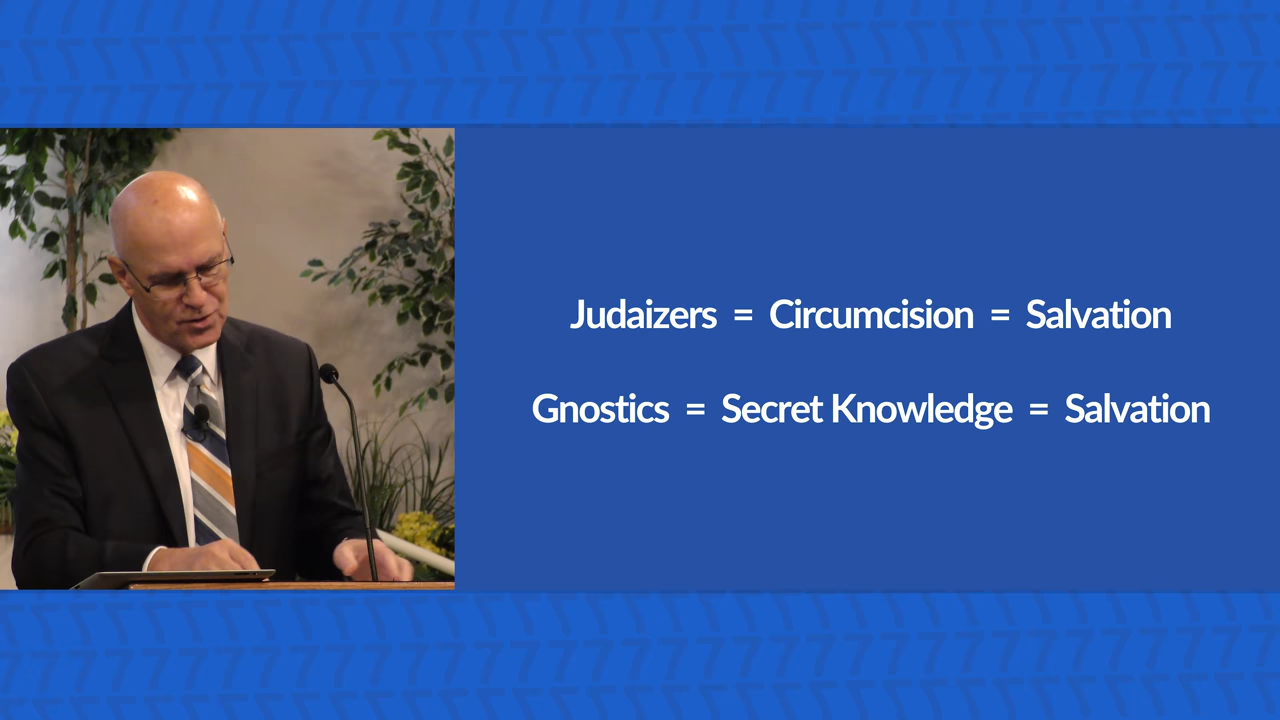 Judaizers = Circumcision = Salvation
Gnostics = Secret Knowledge = Salvation